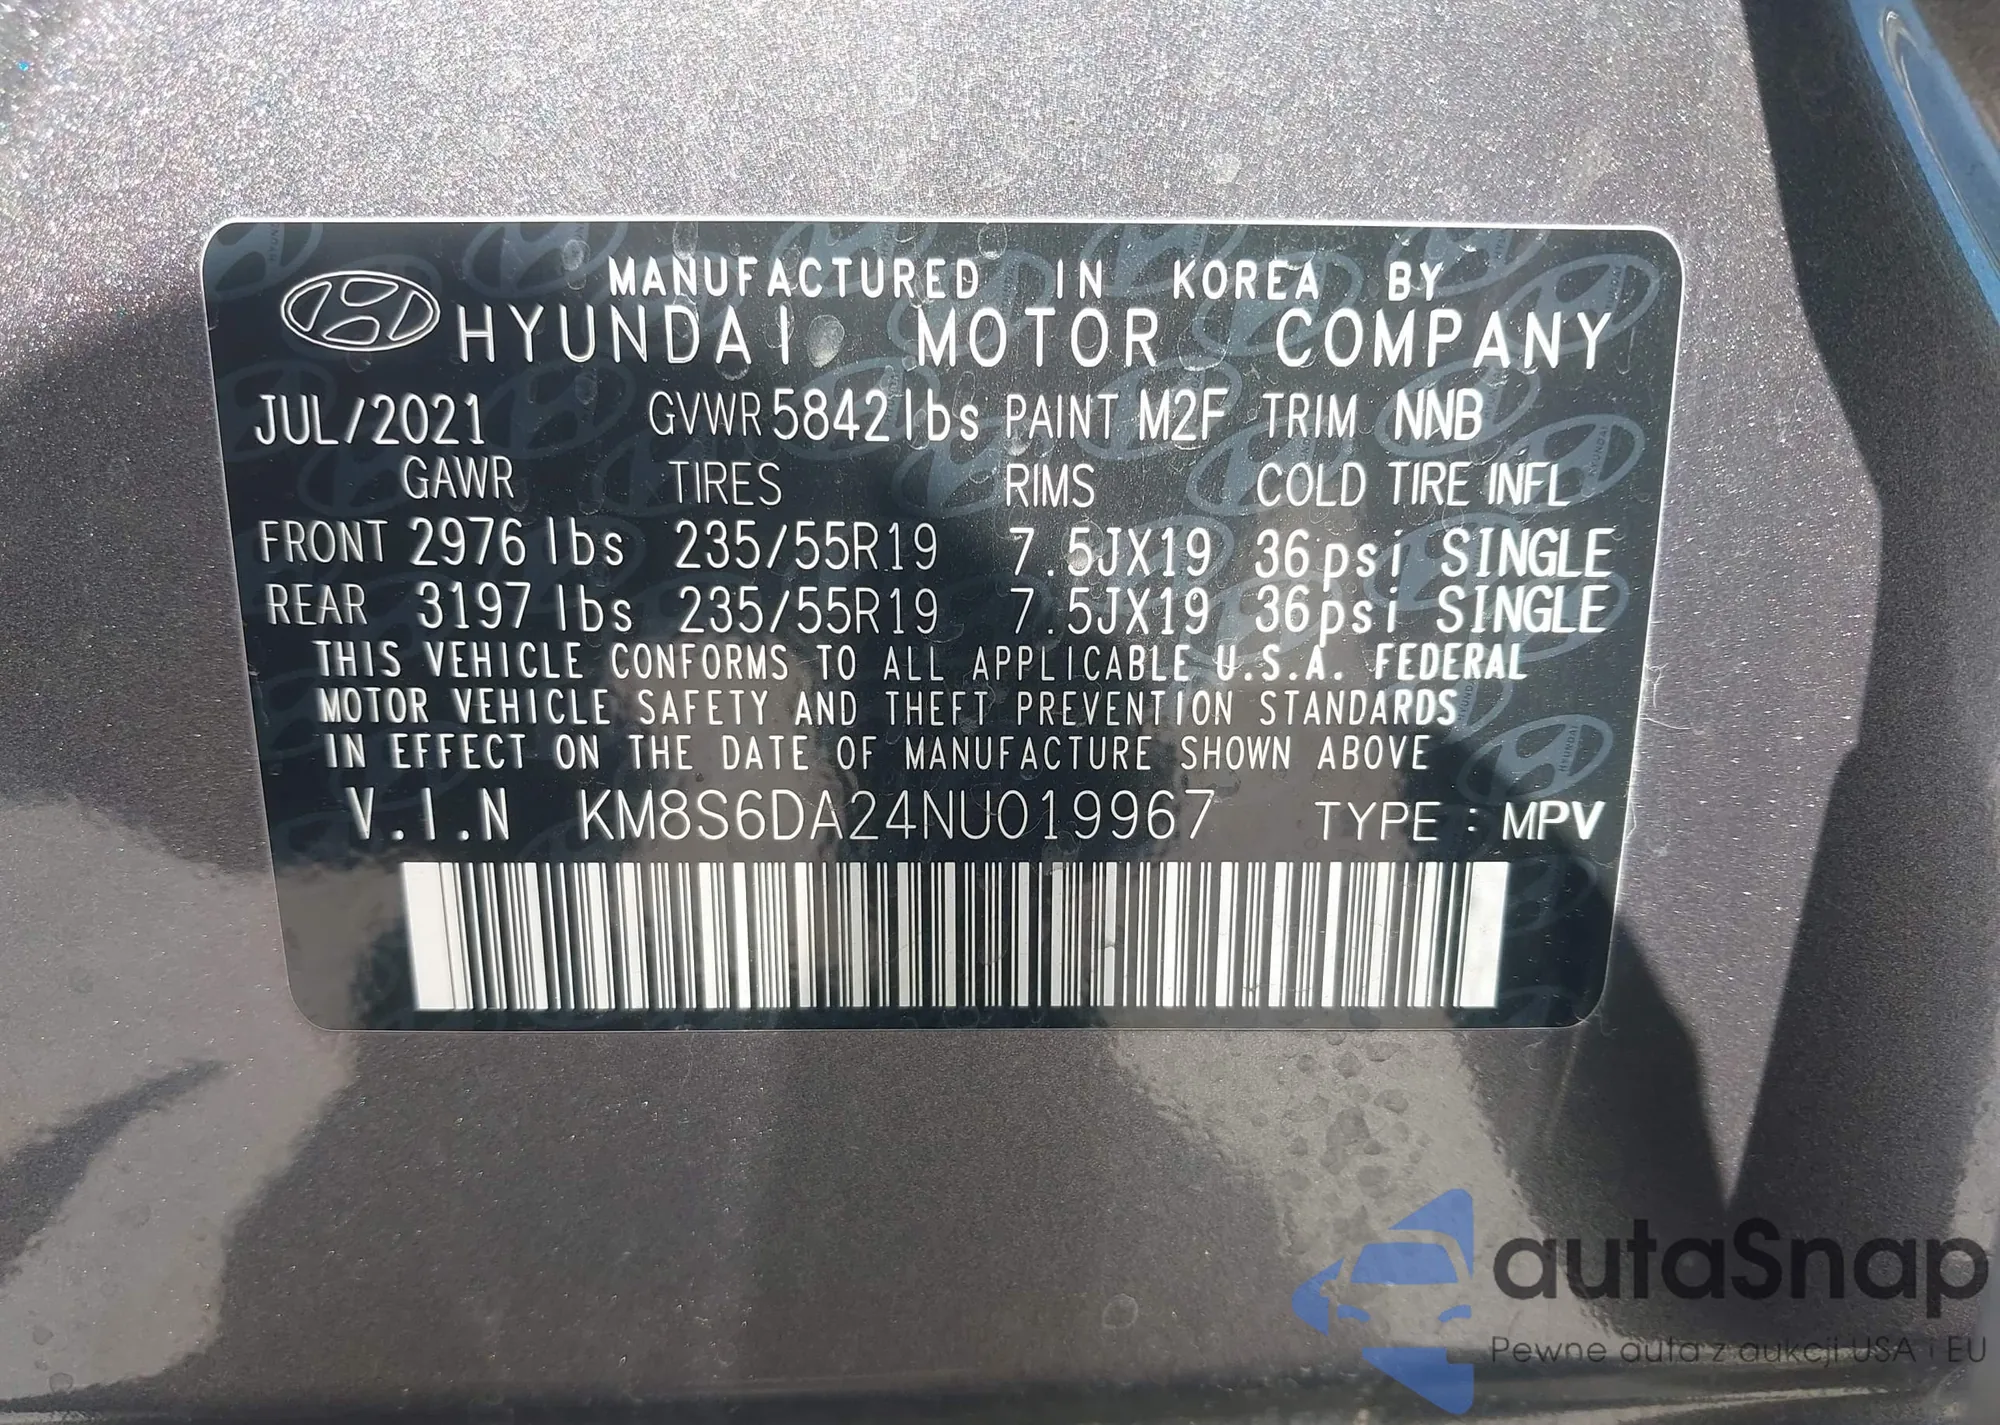 MANUFACTURED IN KOREA BY
HYUNDAI MOTOR COMPANY
JUL/2021 GVWR 5842lbs PAINT M2F TRIM NNB
GAWR TIRES RIMS COLD TIRE INFL
FRONT 2976 lbs 235/55R19 7.5JX19 36psi SINGLE
REAR 3197 lbs 235/55R19 7.5JX19 36psi SINGLE
THIS VEHICLE CONFORMS TO ALL APPLICABLE U.S.A. FEDERAL
MOTOR VEHICLE SAFETY AND THEFT PREVENTION STANDARDS
IN EFFECT ON THE DATE OF MANUFACTURE SHOWN ABOVE
V.I.N KM8S6DA24NU019967 TYPE : MPV
autaSnap
Pewne auta z aukcji USA i EU